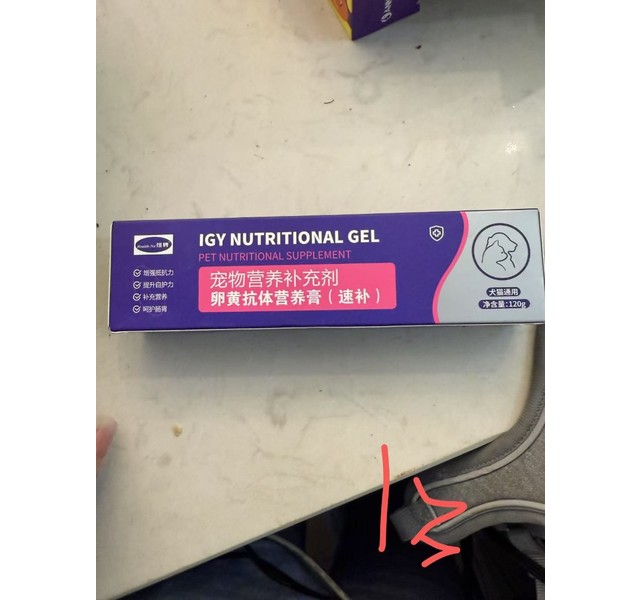 IGY NUTRITIONAL GEL
PET NUTRITIONAL SUPPLEMENT
宠物营养补充剂
卵黄抗体营养膏（速补）
增强抵抗力
提升自护力
补充营养
呵护肠胃
犬猫通用
净含量:120g